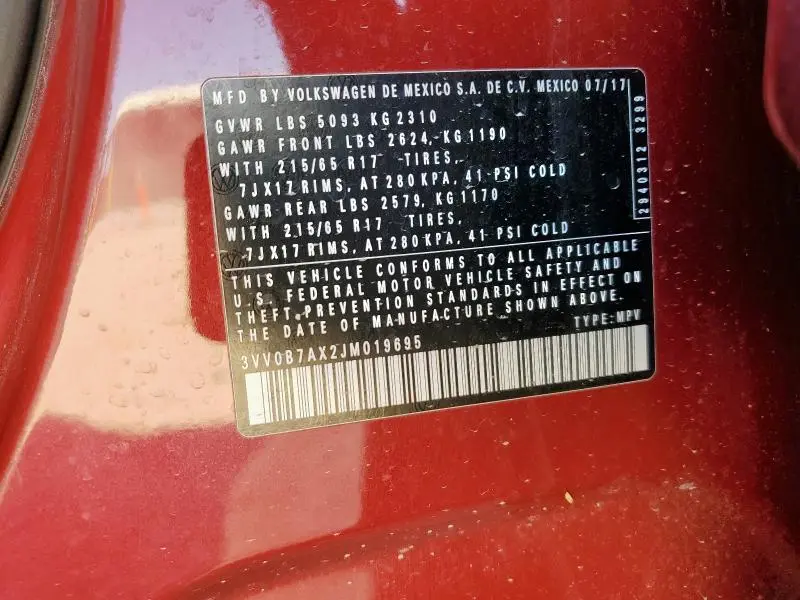 MFD BY VOLKSWAGEN DE MEXICO S.A. DE C.V. MEXICO 07/17
GVWR LBS 5093 KG 2310
GAWR FRONT LBS 2624, KG 1190
WITH 215/65 R17 TIRES,
7JX17 RIMS, AT 280 KPA, 41 PSI COLD
GAWR REAR LBS 2579, KG 1170
WITH 215/65 R17 TIRES,
7JX17 RIMS, AT 280 KPA, 41 PSI COLD
2940312 3299
THIS VEHICLE CONFORMS TO ALL APPLICABLE
U.S. FEDERAL MOTOR VEHICLE SAFETY AND
THEFT PREVENTION STANDARDS IN EFFECT ON
THE DATE OF MANUFACTURE SHOWN ABOVE.
TYPE: MPV
3VV0B7AX2JM019695